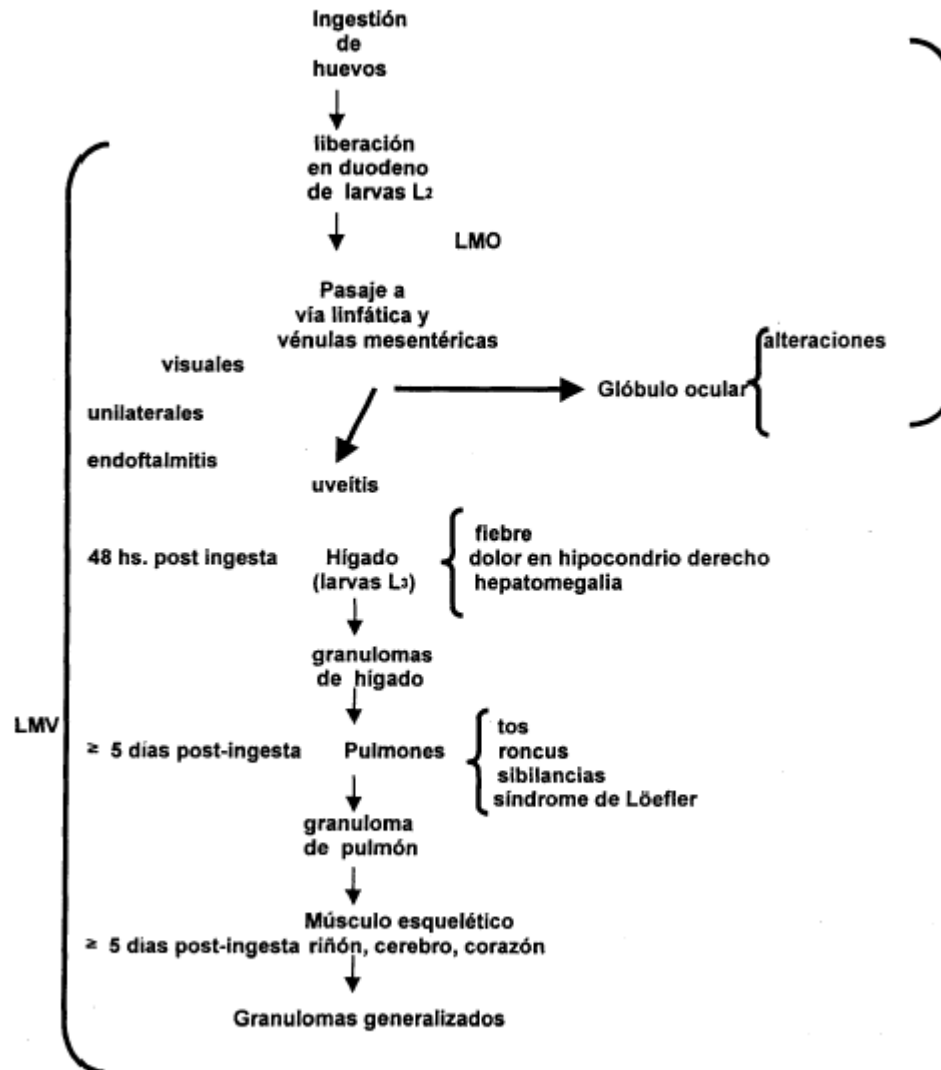 Ingestión
de
huevos
liberación
en duodeno
de larvas L2
LMO
Pasaje a
vía linfática y
vénulas mesentéricas
alteraciones
visuales
Glóbulo ocular
unilaterales
endoftalmitis
uveítis
fiebre
48 hs. post ingesta Hígado
dolor en hipocondrio derecho
(larvas L3)
hepatomegalia
granulomas
de hígado
LMV
tos
≥ 5 días post-ingesta Pulmones
roncus
sibilancias
síndrome de Löefler
granuloma
de pulmón
Músculo esquelético
≥ 5 dias post-ingesta riñón, cerebro, corazón
Granulomas generalizados